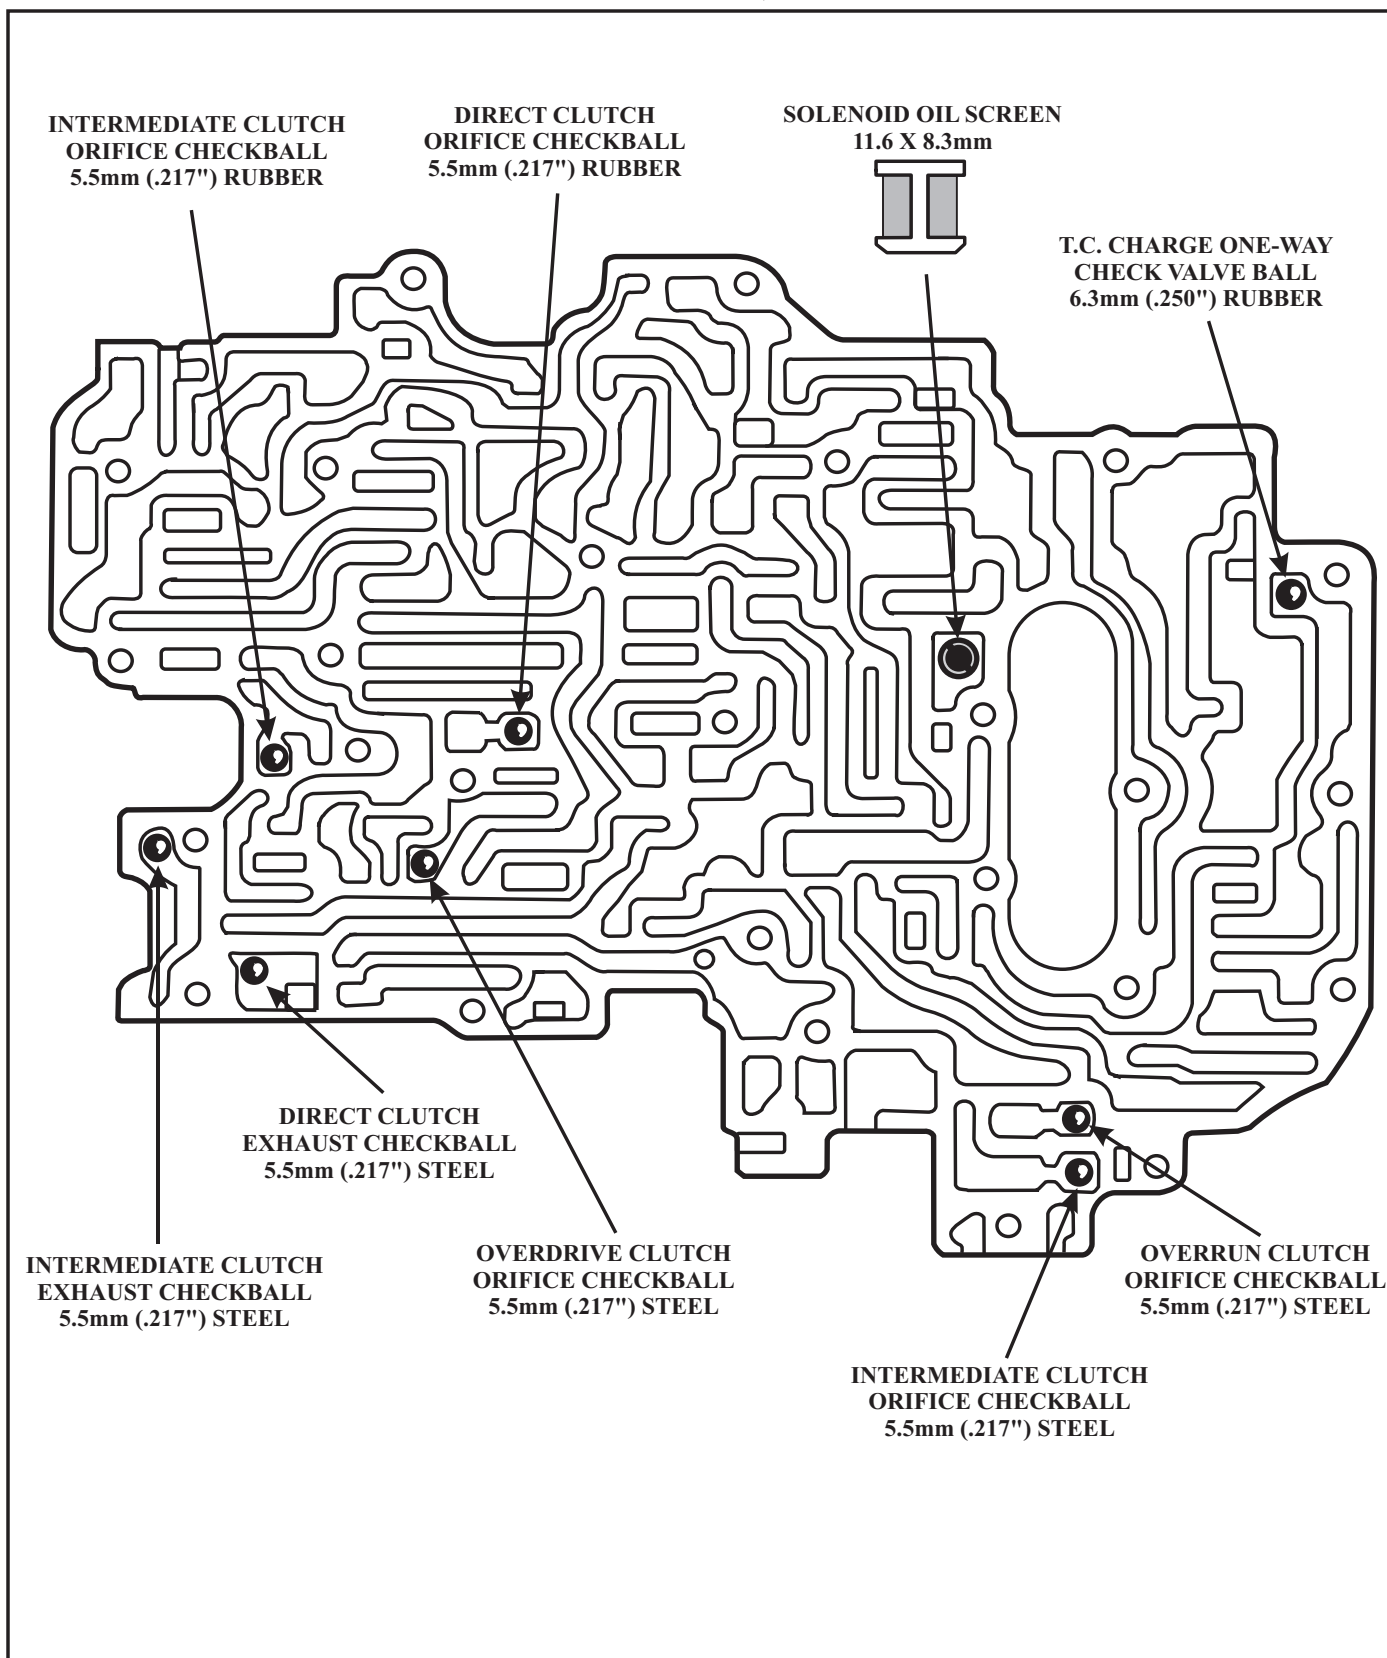 INTERMEDIATE CLUTCH
ORIFICE CHECKBALL
5.5mm (.217") RUBBER
DIRECT CLUTCH
ORIFICE CHECKBALL
5.5mm (.217") RUBBER
SOLENOID OIL SCREEN
11.6 X 8.3mm
T.C. CHARGE ONE-WAY
CHECK VALVE BALL
6.3mm (.250") RUBBER
DIRECT CLUTCH
EXHAUST CHECKBALL
5.5mm (.217") STEEL
INTERMEDIATE CLUTCH
EXHAUST CHECKBALL
5.5mm (.217") STEEL
OVERDRIVE CLUTCH
ORIFICE CHECKBALL
5.5mm (.217") STEEL
OVERRUN CLUTCH
ORIFICE CHECKBALL
5.5mm (.217") STEEL
INTERMEDIATE CLUTCH
ORIFICE CHECKBALL
5.5mm (.217") STEEL